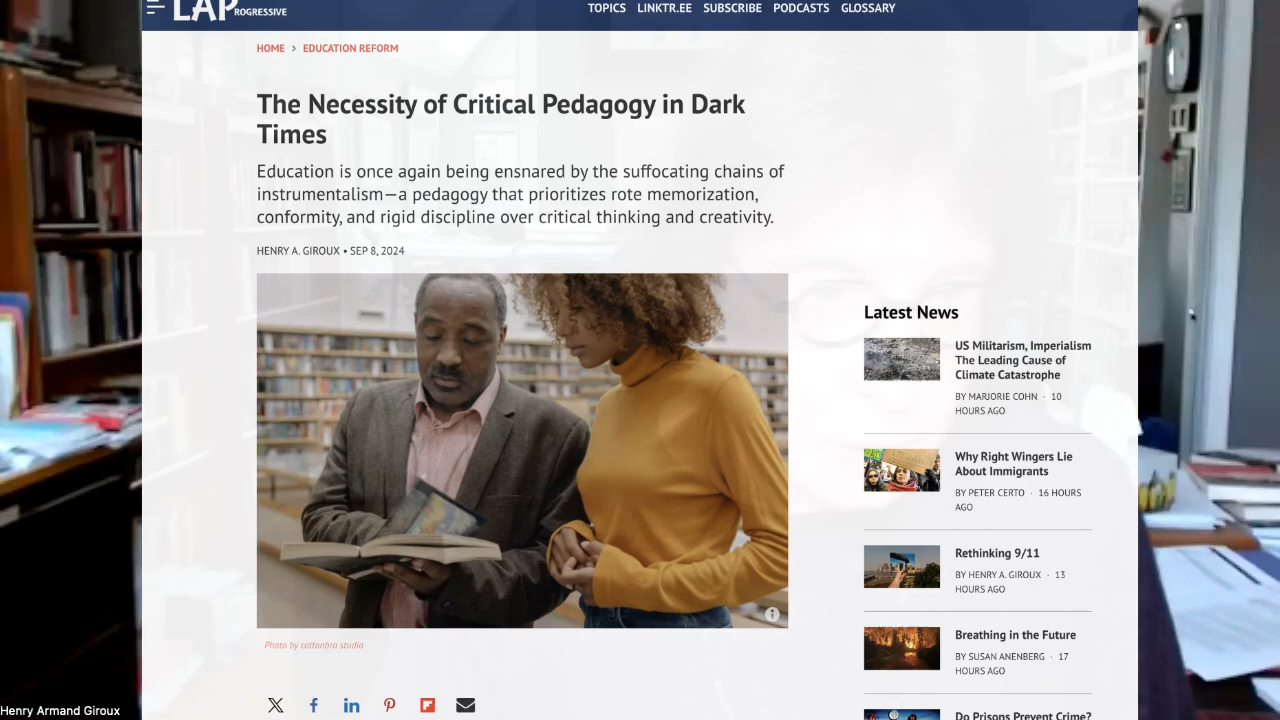 LAPROGRESSIVE
TOPICS LINKTR.EE SUBSCRIBE PODCASTS GLOSSARY
HOME > EDUCATION REFORM
The Necessity of Critical Pedagogy in Dark
Times
Education is once again being ensnared by the suffocating chains of
instrumentalism—a pedagogy that prioritizes rote memorization,
conformity, and rigid discipline over critical thinking and creativity.
HENRY A. GIROUX • SEP 8, 2024
Photo by cottonbro studio
Latest News
US Militarism, Imperialism
The Leading Cause of
Climate Catastrophe
BY MARJORIE COHN · 10
HOURS AGO
Why Right Wingers Lie
About Immigrants
BY PETER CERTO · 16 HOURS
AGO
Rethinking 9/11
BY HENRY A. GIROUX · 13
HOURS AGO
Breathing in the Future
BY SUSAN ANENBERG · 17
HOURS AGO
Do Prisons Prevent Crime?
Henry Armand Giroux